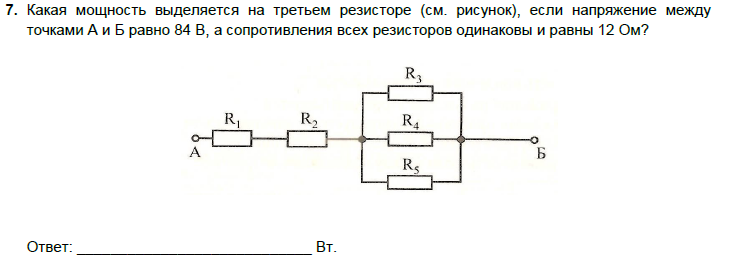 7. Какая мощность выделяется на третьем резисторе (см. рисунок), если напряжение между
точками А и Б равно 84 В, а сопротивления всех резисторов одинаковы и равны 12 Ом?
R3
R1 R2 R4
А Б
R5
Ответ: ____________________________ Вт.